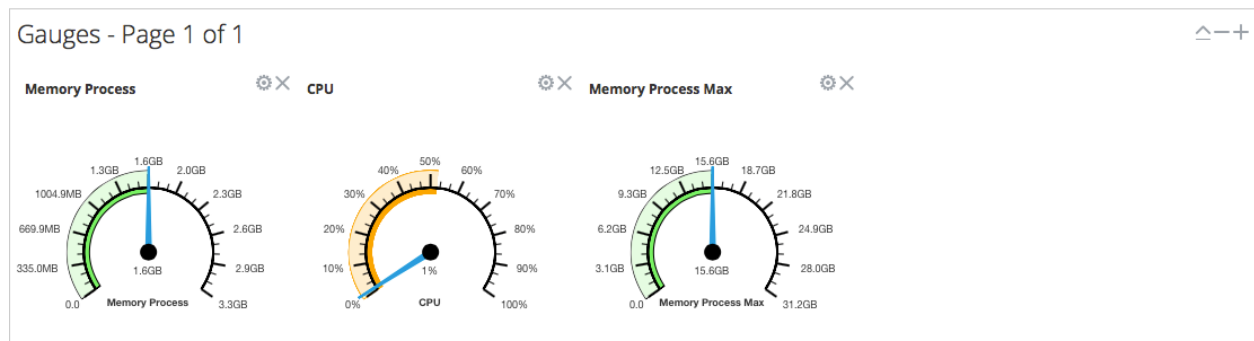 Gauges - Page 1 of 1
Memory Process
CPU
Memory Process Max
1.6GB
1.3GB
2.0GB
1004.9MB
2.3GB
669.9MB
2.6GB
335.0MB
1.6GB
2.9GB
0.0
Memory Process
3.3GB
50%
40%
60%
30%
70%
20%
80%
10%
1%
90%
0%
CPU
100%
15.6GB
12.5GB
18.7GB
9.3GB
21.8GB
6.2GB
24.9GB
3.1GB
15.6GB
28.0GB
0.0
Memory Process Max
31.2GB